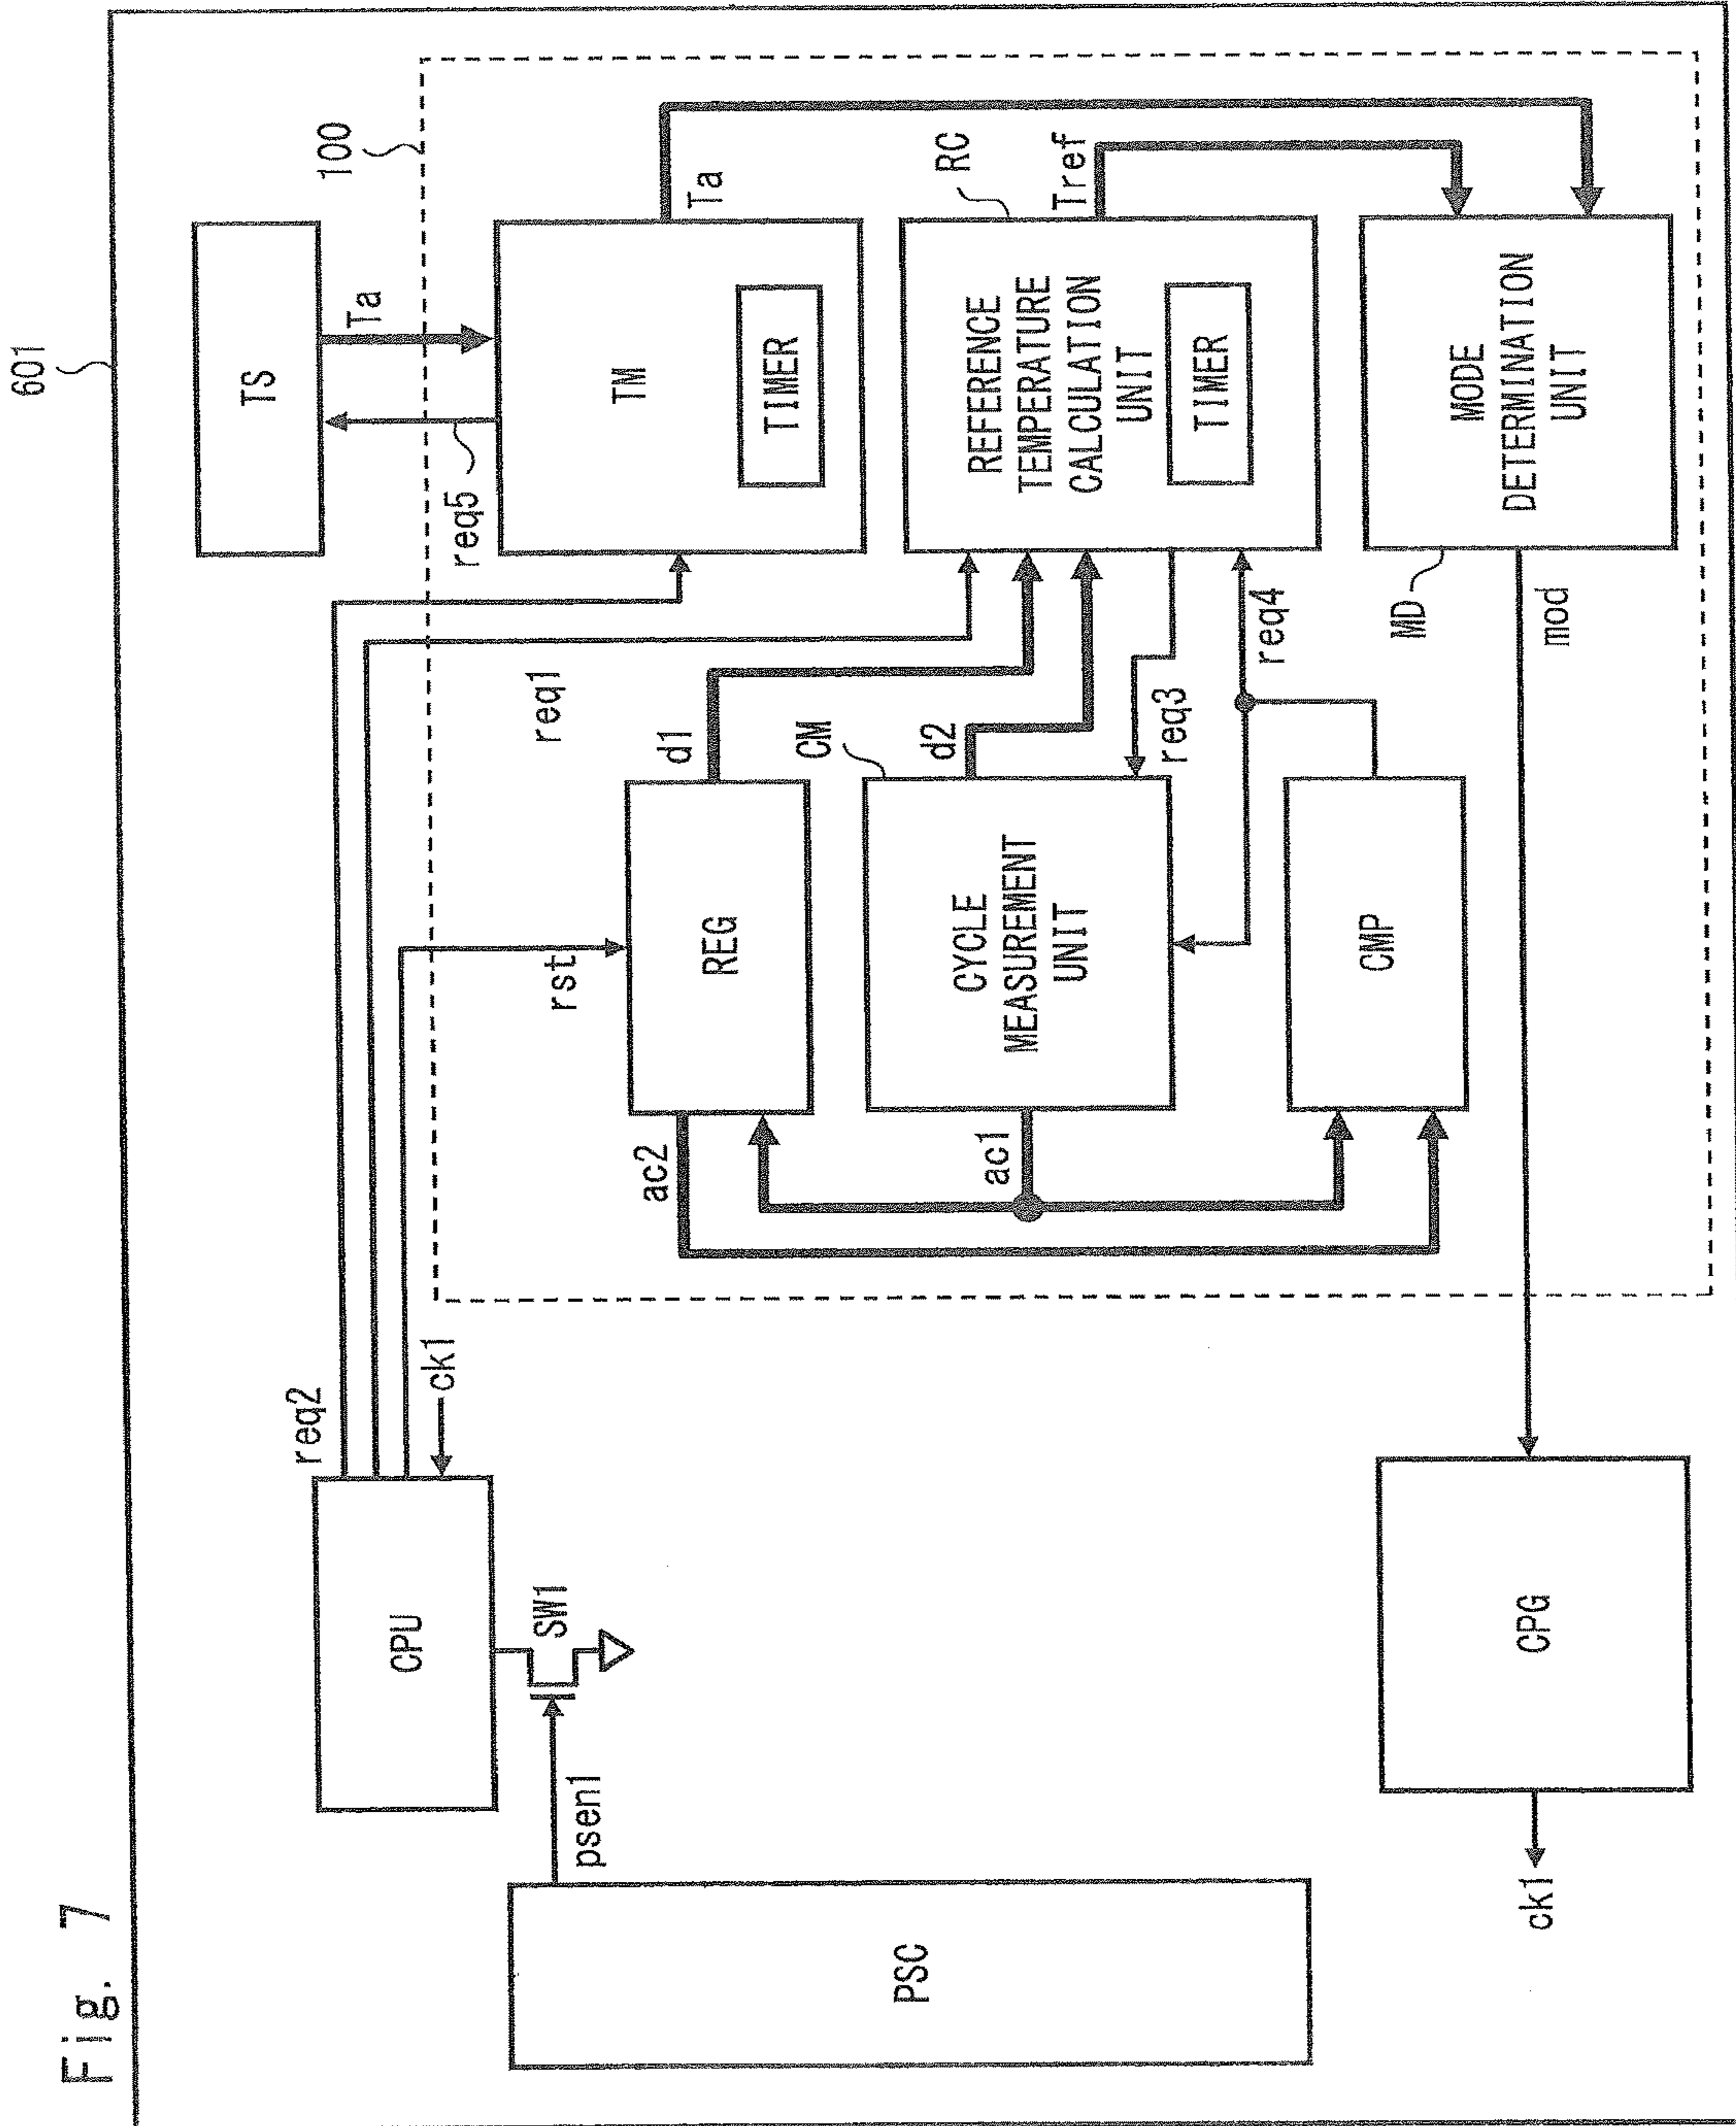 Fig. 7
601
100
TS
Ta
req5
TM
TIMER
Ta
req2
req1
rst
ck1
CPU
SW1
psen1
PSC
REG
d1
ac2
CM
CYCLE
MEASUREMENT
UNIT
d2
ac1
req3
req4
CMP
RC
REFERENCE
TEMPERATURE
CALCULATION
UNIT
TIMER
Tref
MD
MODE
DETERMINATION
UNIT
mod
CPG
ck1